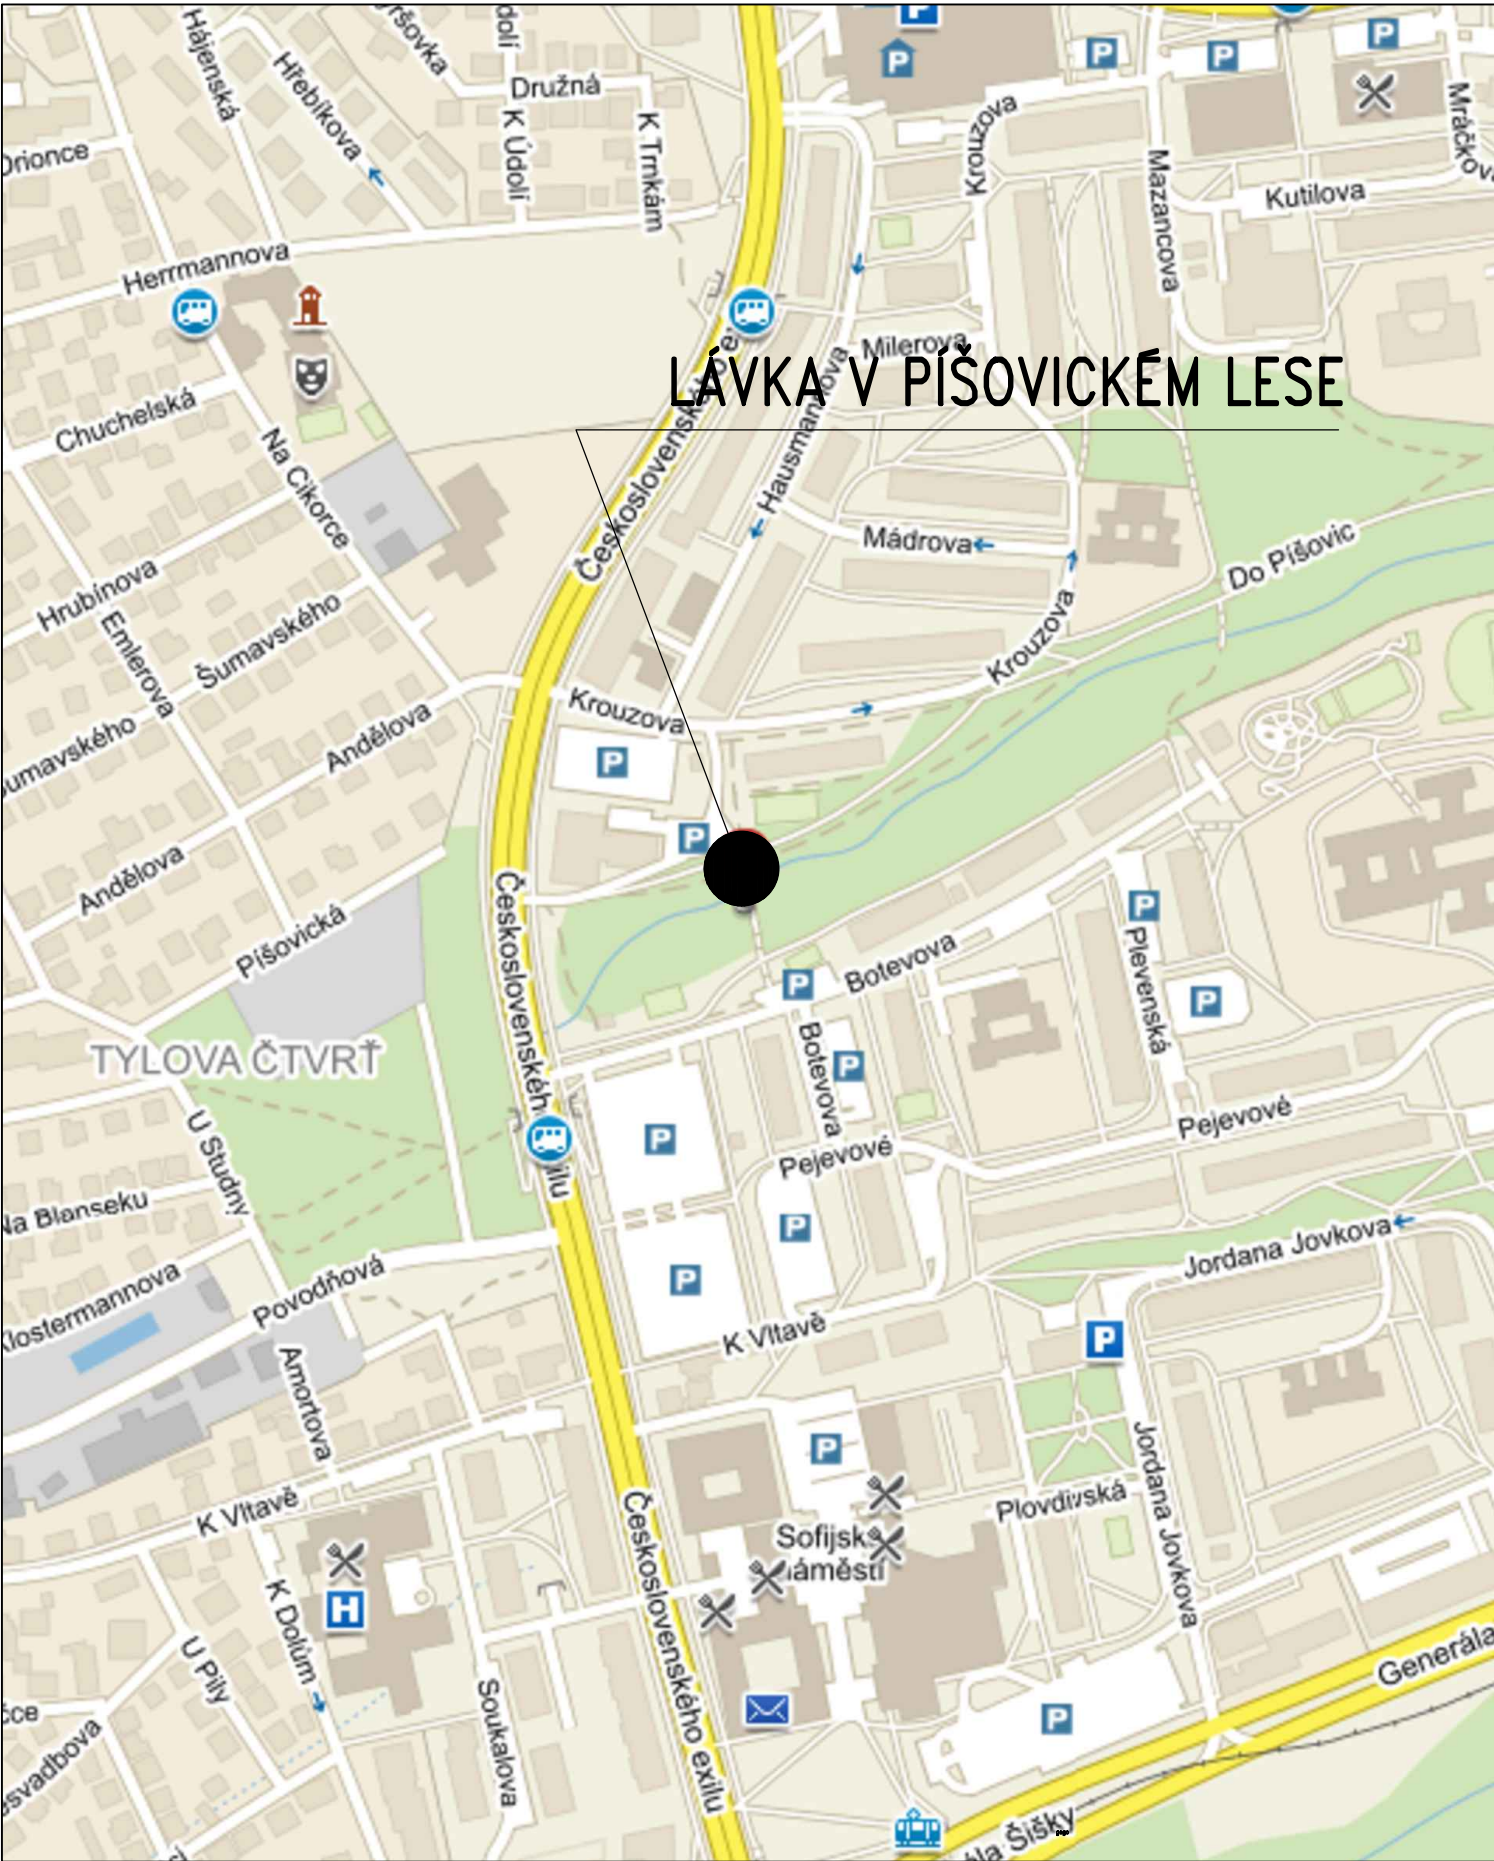 Hájenská
Hřebíkova
Družná
K Údolí
K Trnkám
Krouzova
Mazancova
Kutilova
Herrmannova
Milerova
LÁVKA V PÍŠOVICKÉM LESE
Chuchelská
Na Cikorce
Hausmannova
Československého
Mádrova
Do Píšovic
Hrubínova
Emlerova
Šumavského
Krouzova
Krouzova
Andělova
Andělova
Píšovická
Československého
Botevova
Plevenská
TYLOVA ČTVRŤ
Botevova
U Studny
Pejevové
Pejevové
Na Blanseku
Jordana Jovkova
Klostermannova
Povodňová
K Vltavě
Amortova
Jordana Jovkova
Plovdivská
K Vltavě
Československého exilu
Sofijské
náměstí
H
K Dolům
U Pily
Soukalova
Generála
Šišky